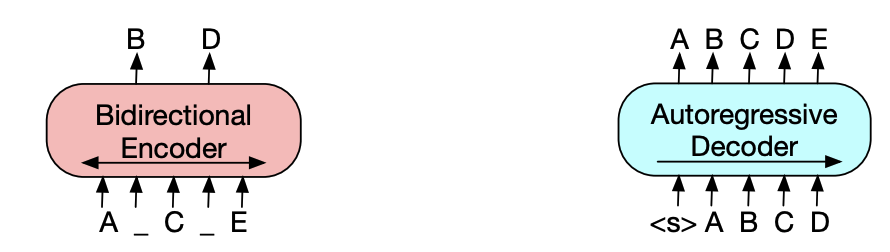 B D
Bidirectional
Encoder
A _ C _ E
A B C D E
Autoregressive
Decoder
<s> A B C D